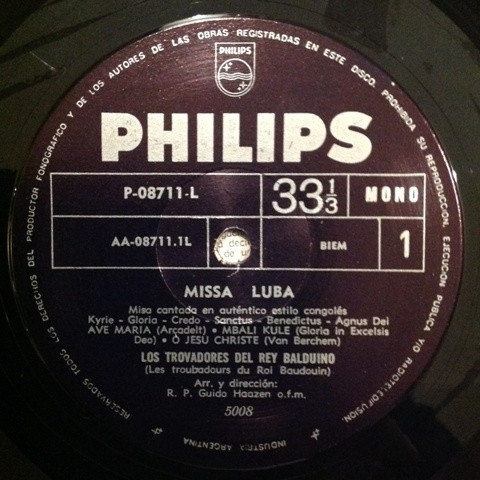 RESERVADOS TODOS LOS DERECHOS DEL PRODUCTOR FONOGRAFICO Y DE LOS AUTORES DE LAS OBRAS REGISTRADAS EN ESTE DISCO. PROHIBIDA SU REPRODUCCION, EJECUCION PUBLICA Y/O RADIOTELEDIFUSION.
PHILIPS
PHILIPS
P-08711-L
33 1/3
MONO
AA-08711.1L
BIEM
1
MISSA LUBA
Misa cantada en auténtico estilo congolés
Kyrie - Gloria - Credo - Sanctus - Benedictus - Agnus Dei
AVE MARIA (Arcadelt) • MBALI KULE (Gloria in Excelsis
Deo) • O JESU CHRISTE (Van Berchem)
LOS TROVADORES DEL REY BALDUINO
(Les troubadours du Roi Baudouin)
Arr. y dirección:
R. P. Guido Haazen o.f.m.
5008
INDUSTRIA ARGENTINA